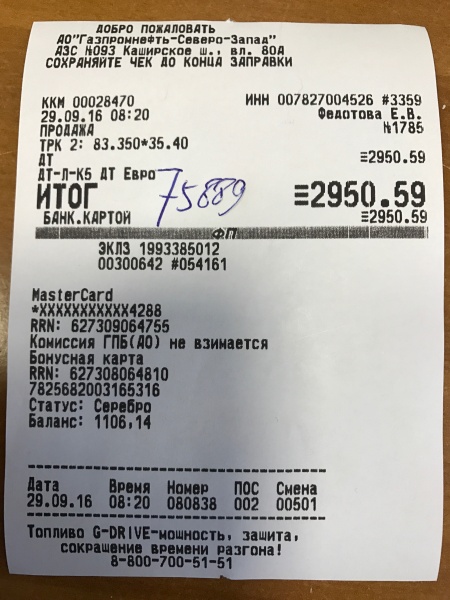 ДОБРО ПОЖАЛОВАТЬ
АО"Газпромнефть-Северо-Запад"
АЗС №093 Каширское ш., вл. 80А
СОХРАНЯЙТЕ ЧЕК ДО КОНЦА ЗАПРАВКИ
ККМ 00028470 ИНН 007827004526 #3359
29.09.16 08:20 Федотова Е.В.
ПРОДАЖА №1785
ТРК 2: 83.350*35.40
ДТ ≡2950.59
ДТ-Л-К5 ДТ Евро
75889
ИТОГ ≡2950.59
БАНК.КАРТОЙ ≡2950.59
ФП
ЭКЛЗ 1993385012
00300642 #054161
MasterCard
*XXXXXXXXXXX4288
RRN: 627309064755
Комиссия ГПБ(АО) не взимается
Бонусная карта
RRN: 627308064810
7825682003165316
Статус: Серебро
Баланс: 1106,14
Дата Время Номер ПОС Смена
29.09.16 08:20 080838 002 00501
Топливо G-DRIVE-мощность, защита,
сокращение времени разгона!
8-800-700-51-51